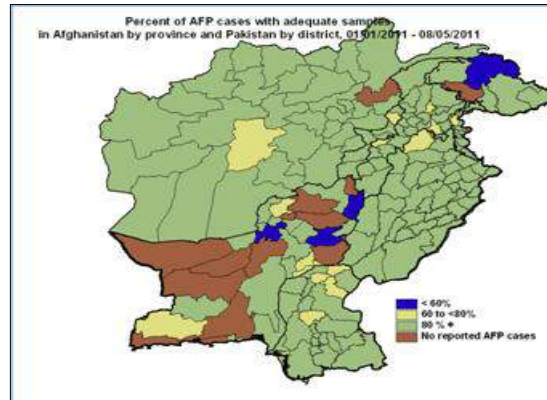 Percent of AFP cases with adequate samples
in Afghanistan by province and Pakistan by district, 01/01/2011 - 08/05/2011
< 60%
60 to <80%
80 % +
No reported AFP cases